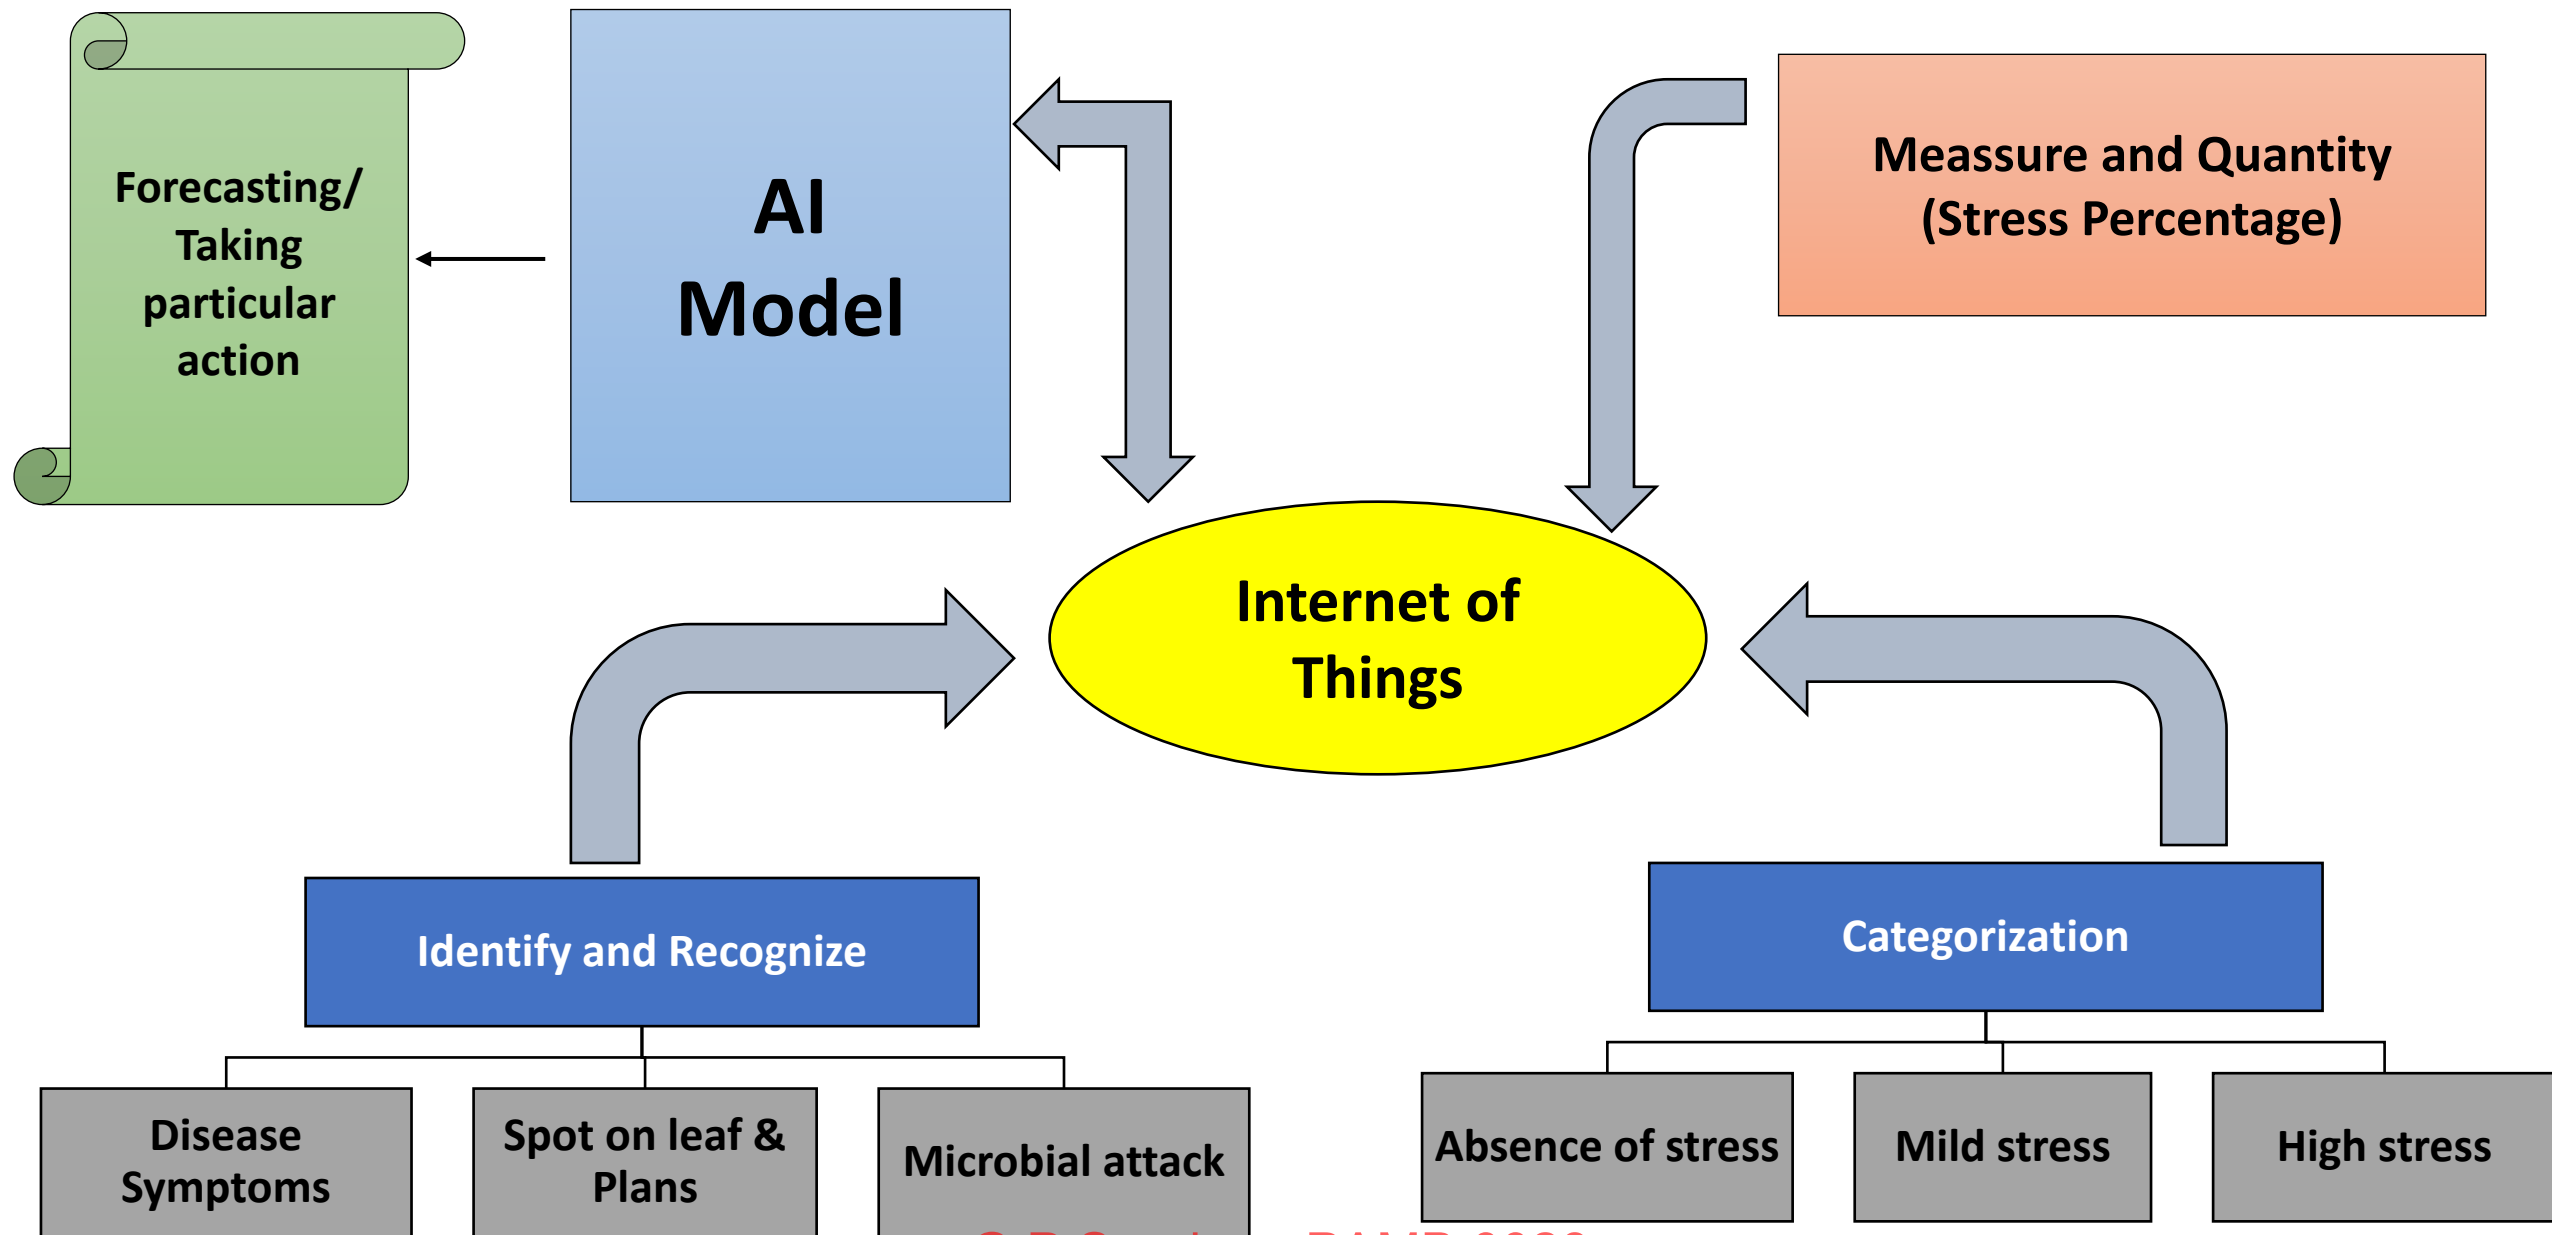 Forecasting/
Taking
particular
action
AI
Model
Meassure and Quantity
(Stress Percentage)
Internet of
Things
Identify and Recognize
Categorization
Disease
Symptoms
Spot on leaf &
Plans
Microbial attack
Absence of stress
Mild stress
High stress